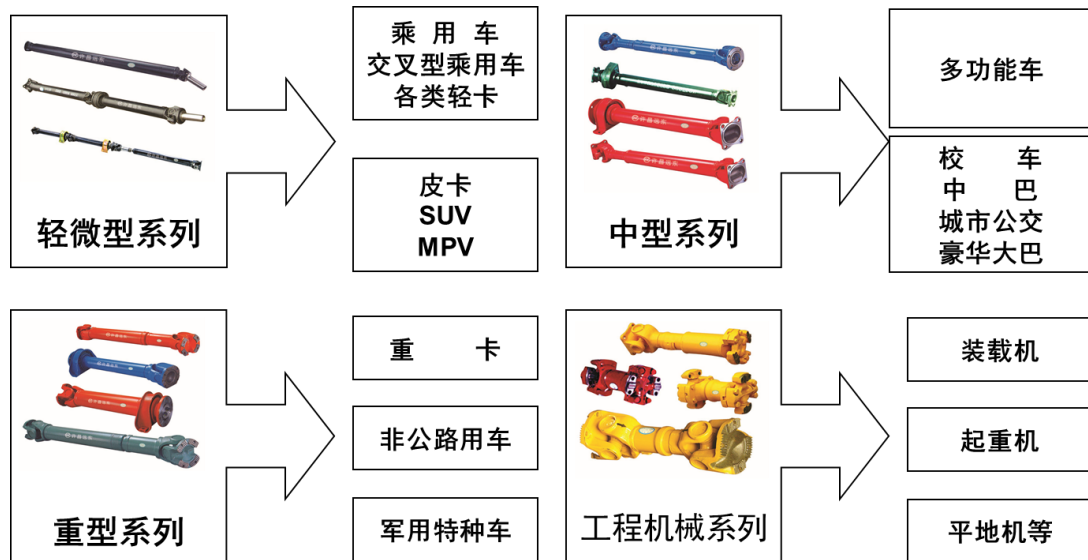 轻微型系列
乘 用 车
交叉型乘用车
各类轻卡
皮卡
SUV
MPV
中型系列
多功能车
校 车
中 巴
城市公交
豪华大巴
重型系列
重 卡
非公路用车
军用特种车
工程机械系列
装载机
起重机
平地机等